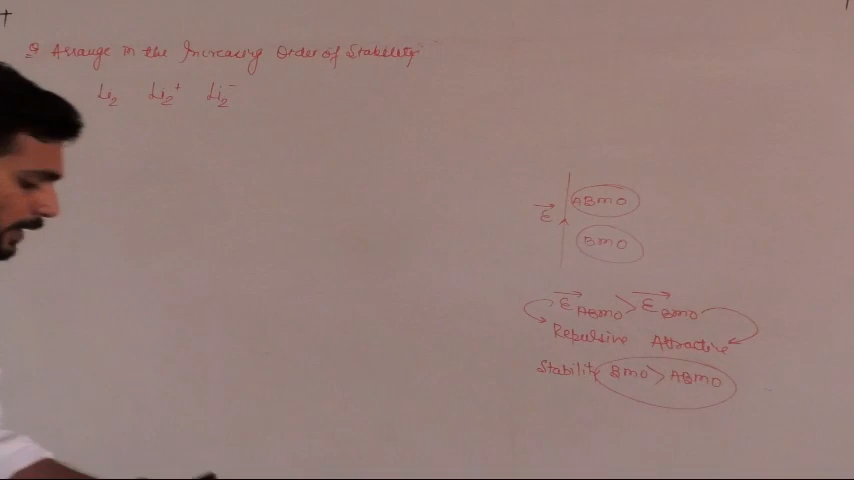 Q Arrange in the Increasing Order of Stability
Li2 Li2+ Li2-
ABMO
E
BMO
E ABMO > E BMO
Repulsive Attractive
Stability BMO > ABMO